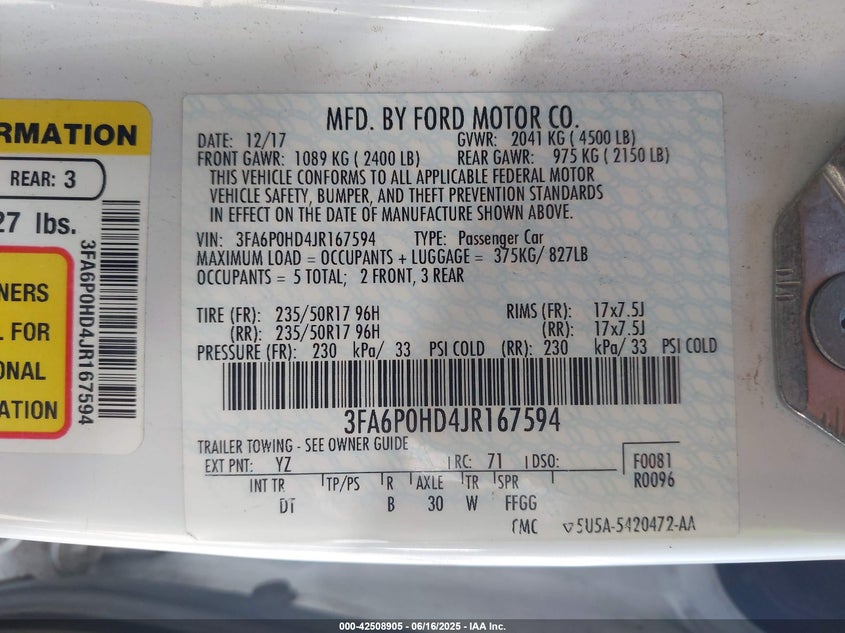 RMATION
REAR: 3
27 lbs.
NERS
L FOR
ONAL
ATION
3FA6P0HD4JR167594
MFD. BY FORD MOTOR CO.
DATE: 12/17 GVWR: 2041 KG ( 4500 LB)
FRONT GAWR: 1089 KG ( 2400 LB) REAR GAWR: 975 KG ( 2150 LB)
THIS VEHICLE CONFORMS TO ALL APPLICABLE FEDERAL MOTOR
VEHICLE SAFETY, BUMPER, AND THEFT PREVENTION STANDARDS
IN EFFECT ON THE DATE OF MANUFACTURE SHOWN ABOVE.
VIN: 3FA6P0HD4JR167594 TYPE: Passenger Car
MAXIMUM LOAD = OCCUPANTS + LUGGAGE = 375KG/ 827LB
OCCUPANTS = 5 TOTAL; 2 FRONT, 3 REAR
TIRE (FR): 235/50R17 96H RIMS (FR): 17x7.5J
(RR): 235/50R17 96H (RR): 17x7.5J
PRESSURE (FR): 230 kPa/ 33 PSI COLD (RR): 230 kPa/ 33 PSI COLD
3FA6P0HD4JR167594
TRAILER TOWING - SEE OWNER GUIDE
EXT PNT: YZ RC: 71 DSO: F0081
INT TR TP/PS R AXLE TR SPR R0096
DT B 30 W FFGG
CMC ▽5U5A-5420472-AA
000-42508905 / 06/16/2025 - IAA Inc.